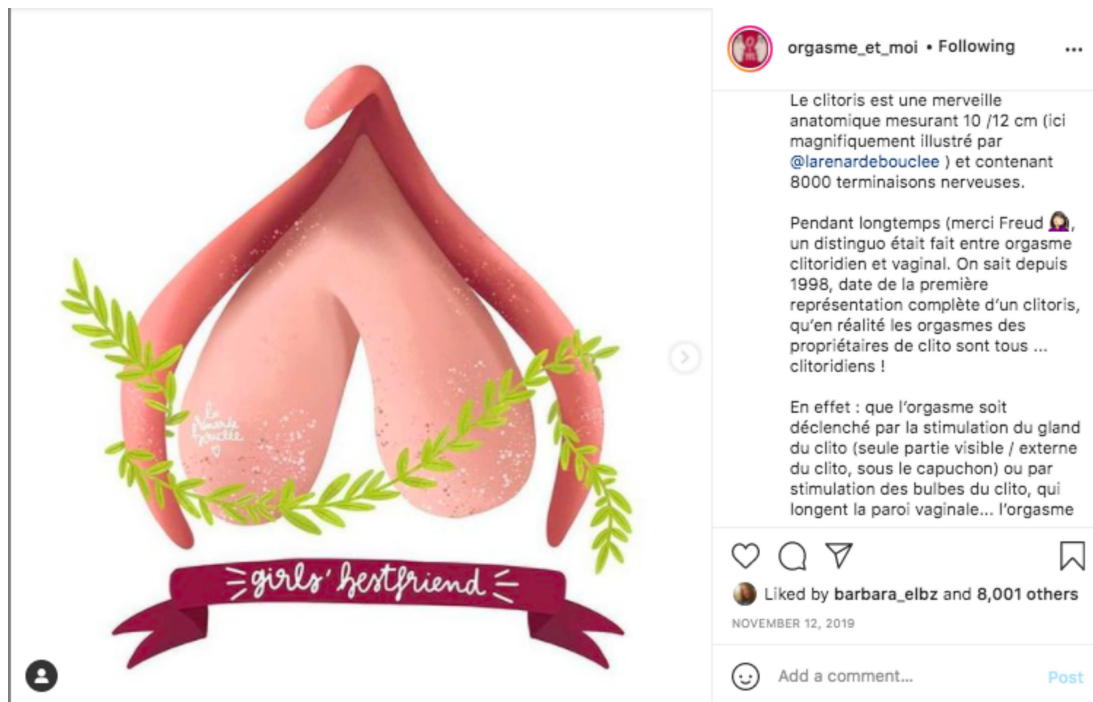 orgasme_et_moi • Following
Le clitoris est une merveille
anatomique mesurant 10 /12 cm (ici
magnifiquement illustré par
@larenardebouclee ) et contenant
8000 terminaisons nerveuses.
Pendant longtemps (merci Freud 🤦🏻‍♀️,
un distinguo était fait entre orgasme
clitoridien et vaginal. On sait depuis
1998, date de la première
représentation complète d'un clitoris,
qu'en réalité les orgasmes des
propriétaires de clito sont tous ...
clitoridiens !
En effet : que l'orgasme soit
déclenché par la stimulation du gland
du clito (seule partie visible / externe
du clito, sous le capuchon) ou par
stimulation des bulbes du clito, qui
longent la paroi vaginale... l'orgasme
la
renarde
bouclée
girls' bestfriend
Liked by barbara_elbz and 8,001 others
NOVEMBER 12, 2019
Add a comment...
Post